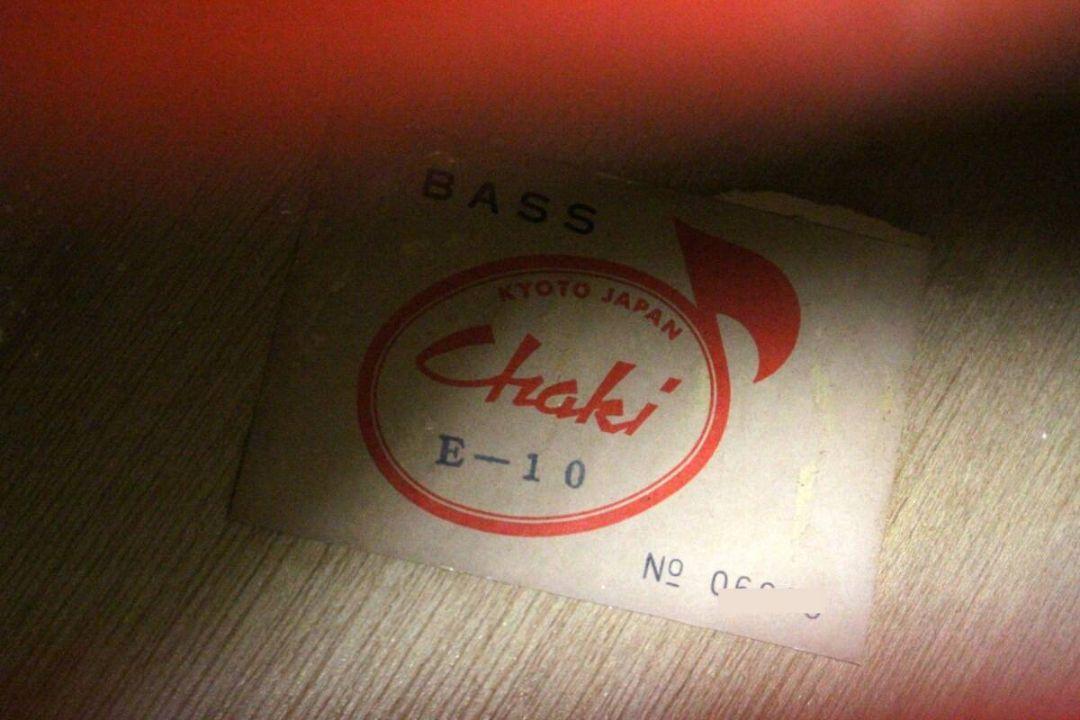 BASS
KYOTO JAPAN
Chaki
E-10
Nº